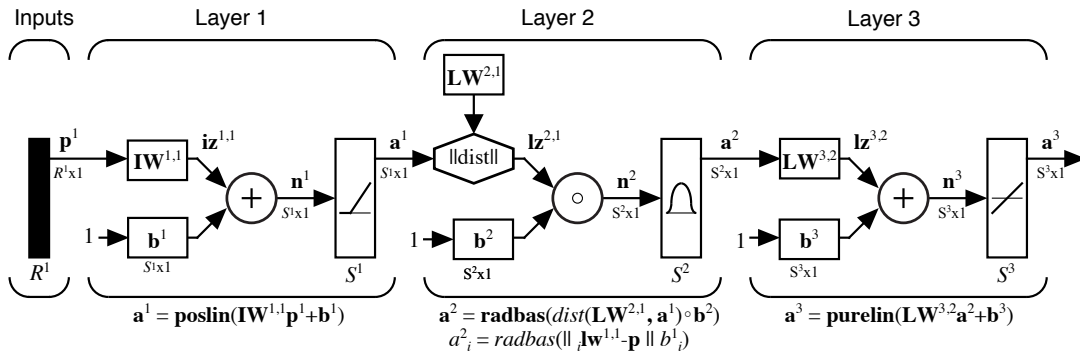 Inputs
Layer 1
Layer 2
Layer 3
LW²,¹
p¹
iz¹,¹
a¹
lz²,¹
a²
lz³,²
a³
IW¹,¹
||dist||
LW³,²
R¹x1
S¹x1
S²x1
S³x1
n¹
n²
n³
+
∘
+
S¹x1
S²x1
S³x1
1
b¹
1
b²
1
b³
S¹x1
S²x1
S³x1
R¹
S¹
S²
S³
a¹ = poslin(IW¹,¹p¹+b¹)
a² = radbas(dist(LW²,¹, a¹)∘b²)
a³ = purelin(LW³,²a²+b³)
a²ᵢ = radbas(|| ᵢlw¹,¹-p || b¹ᵢ)